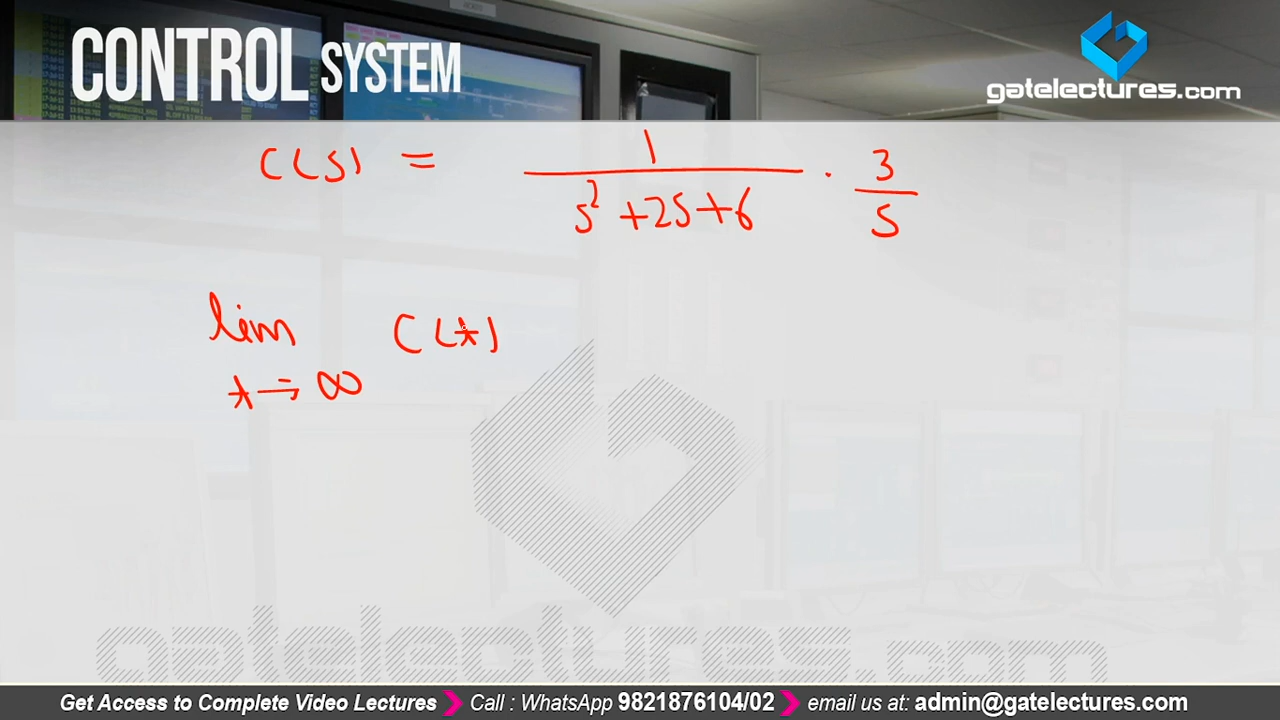 CONTROL SYSTEM
gatelectures.com
C(s) = 1 / s²+2s+6 · 3 / s
lim C(t)
t → ∞
gatelectures.com
Get Access to Complete Video Lectures Call : WhatsApp 9821876104/02 email us at: admin@gatelectures.com